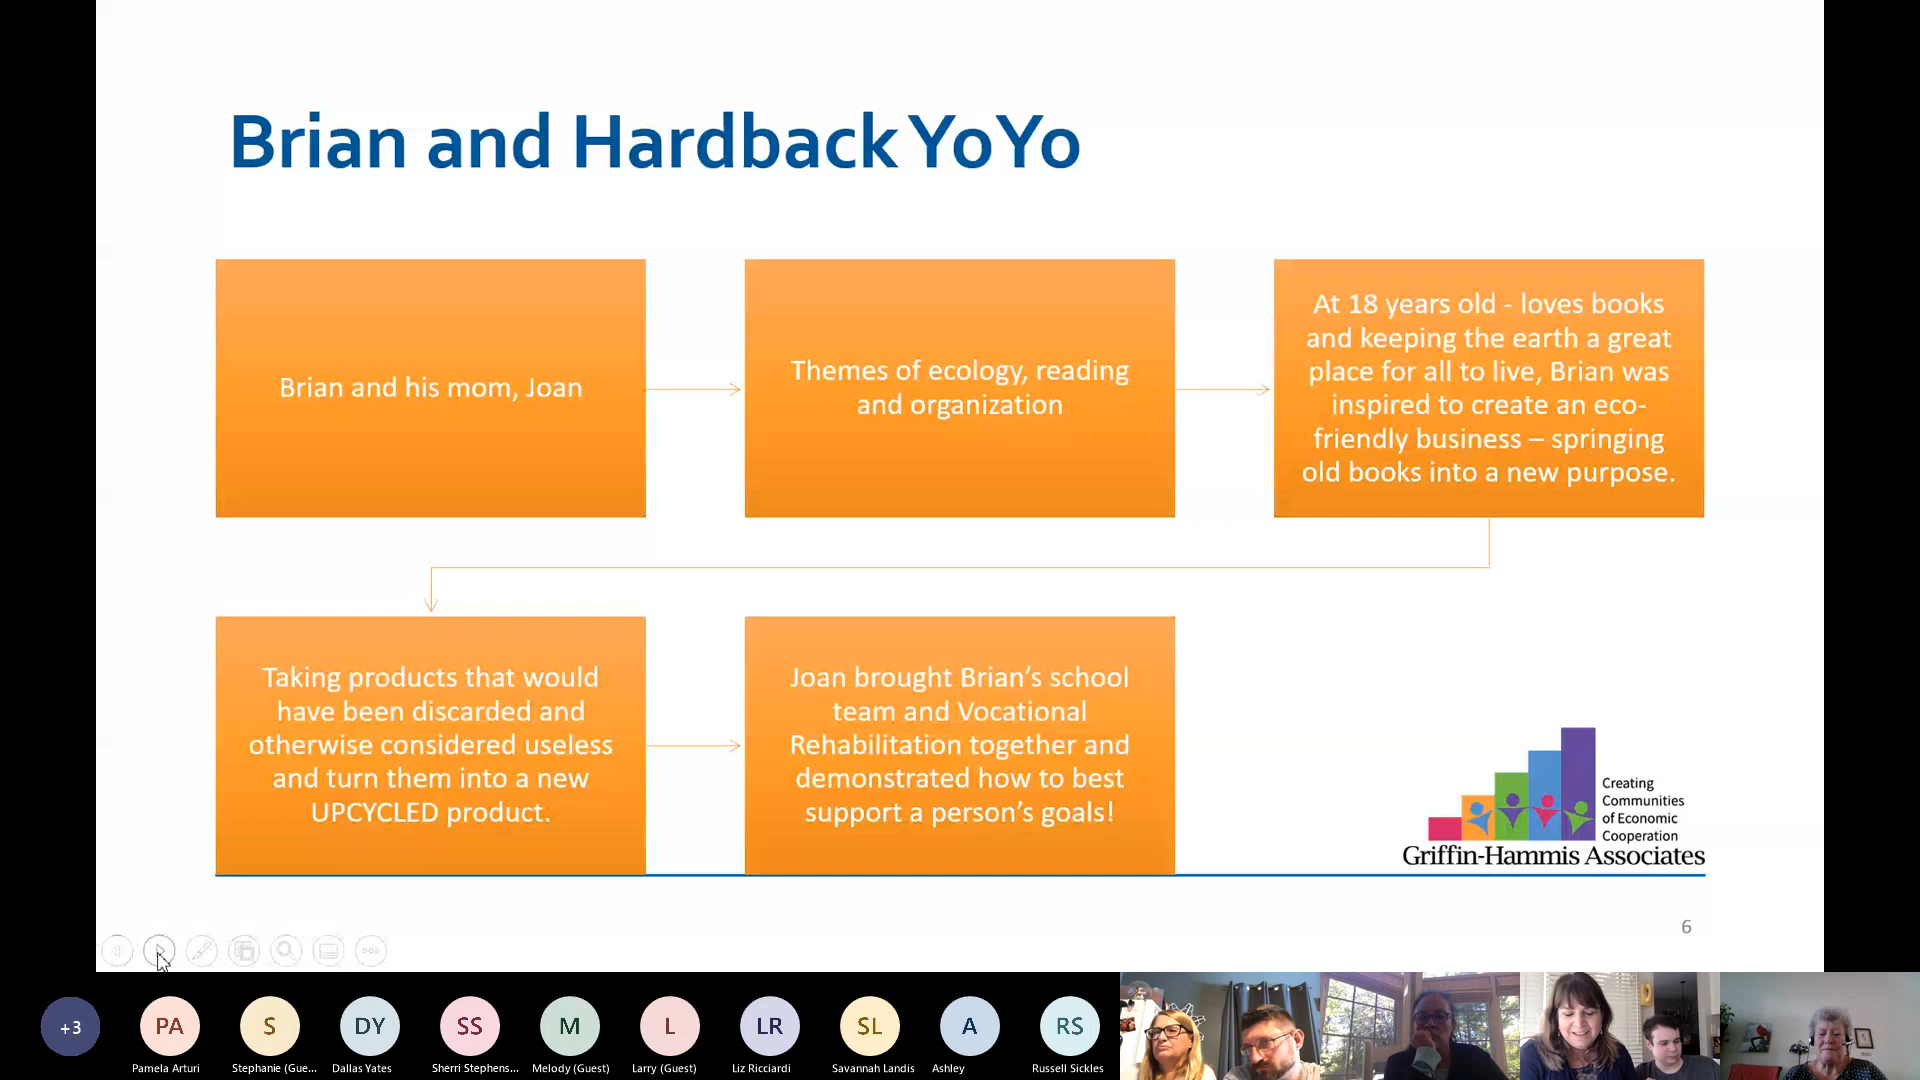 Brian and Hardback YoYo
Brian and his mom, Joan
Themes of ecology, reading
and organization
At 18 years old - loves books
and keeping the earth a great
place for all to live, Brian was
inspired to create an eco-
friendly business – springing
old books into a new purpose.
Taking products that would
have been discarded and
otherwise considered useless
and turn them into a new
UPCYCLED product.
Joan brought Brian's school
team and Vocational
Rehabilitation together and
demonstrated how to best
support a person's goals!
Creating
Communities
of Economic
Cooperation
Griffin-Hammis Associates
6
+3
PA
S
DY
SS
M
L
LR
SL
A
RS
Pamela Arturi
Stephanie (Gue...
Dallas Yates
Sherri Stephens...
Melody (Guest)
Larry (Guest)
Liz Ricciardi
Savannah Landis
Ashley
Russell Sickles